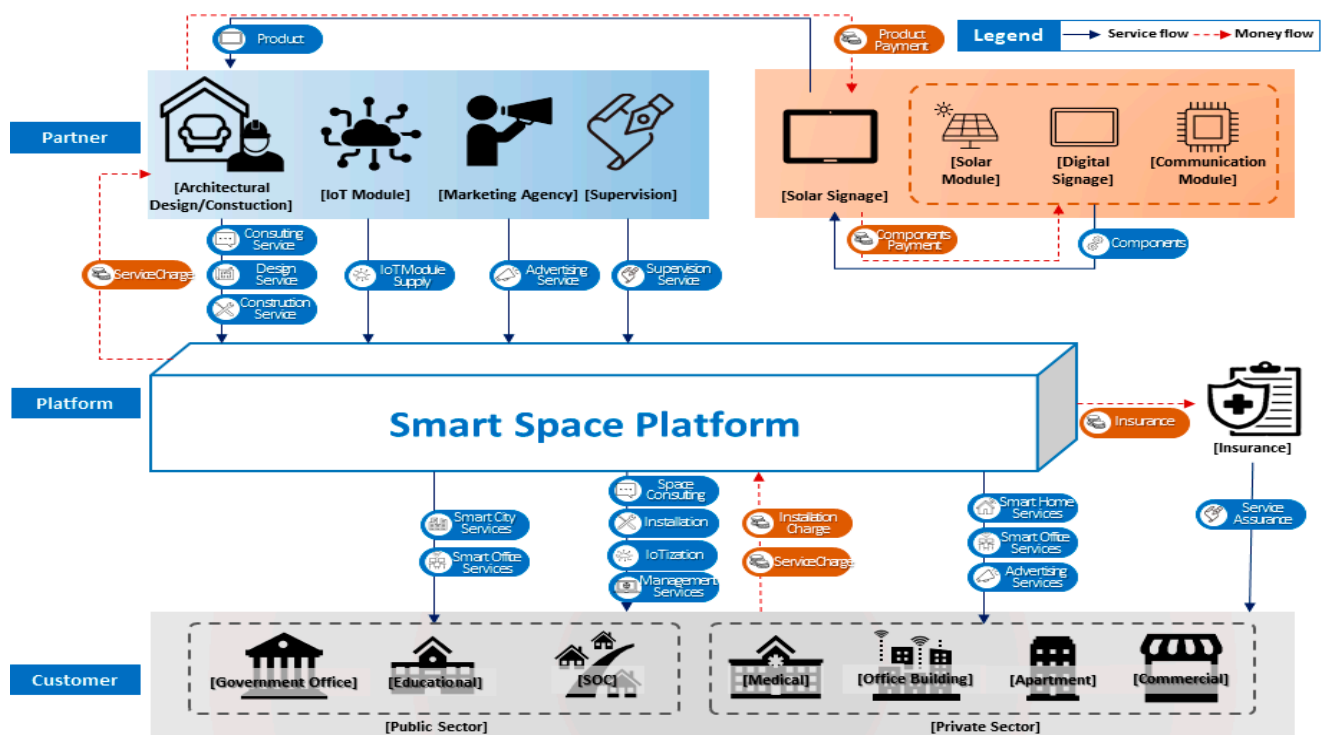 Product
Product
Payment
Legend
Service flow
Money flow
Partner
[Architectural
Design/Constuction]
[IoT Module]
[Marketing Agency]
[Supervision]
[Solar Signage]
[Solar
Module]
[Digital
Signage]
[Communication
Module]
Consulting
Service
Design
Service
Construction
Service
ServiceCharge
IoTModule
Supply
Advertising
Service
Supervision
Service
Components
Payment
Components
Platform
Smart Space Platform
Insurance
[Insurance]
Smart City
Services
Smart Office
Services
Space
Consulting
Installation
IoTization
Management
Services
Installation
Charge
ServiceCharge
Smart Home
Services
Smart Office
Services
Advertising
Services
Service
Assurance
Customer
[Government Office]
[Educational]
[SOC]
[Medical]
[Office Building]
[Apartment]
[Commercial]
[Public Sector]
[Private Sector]